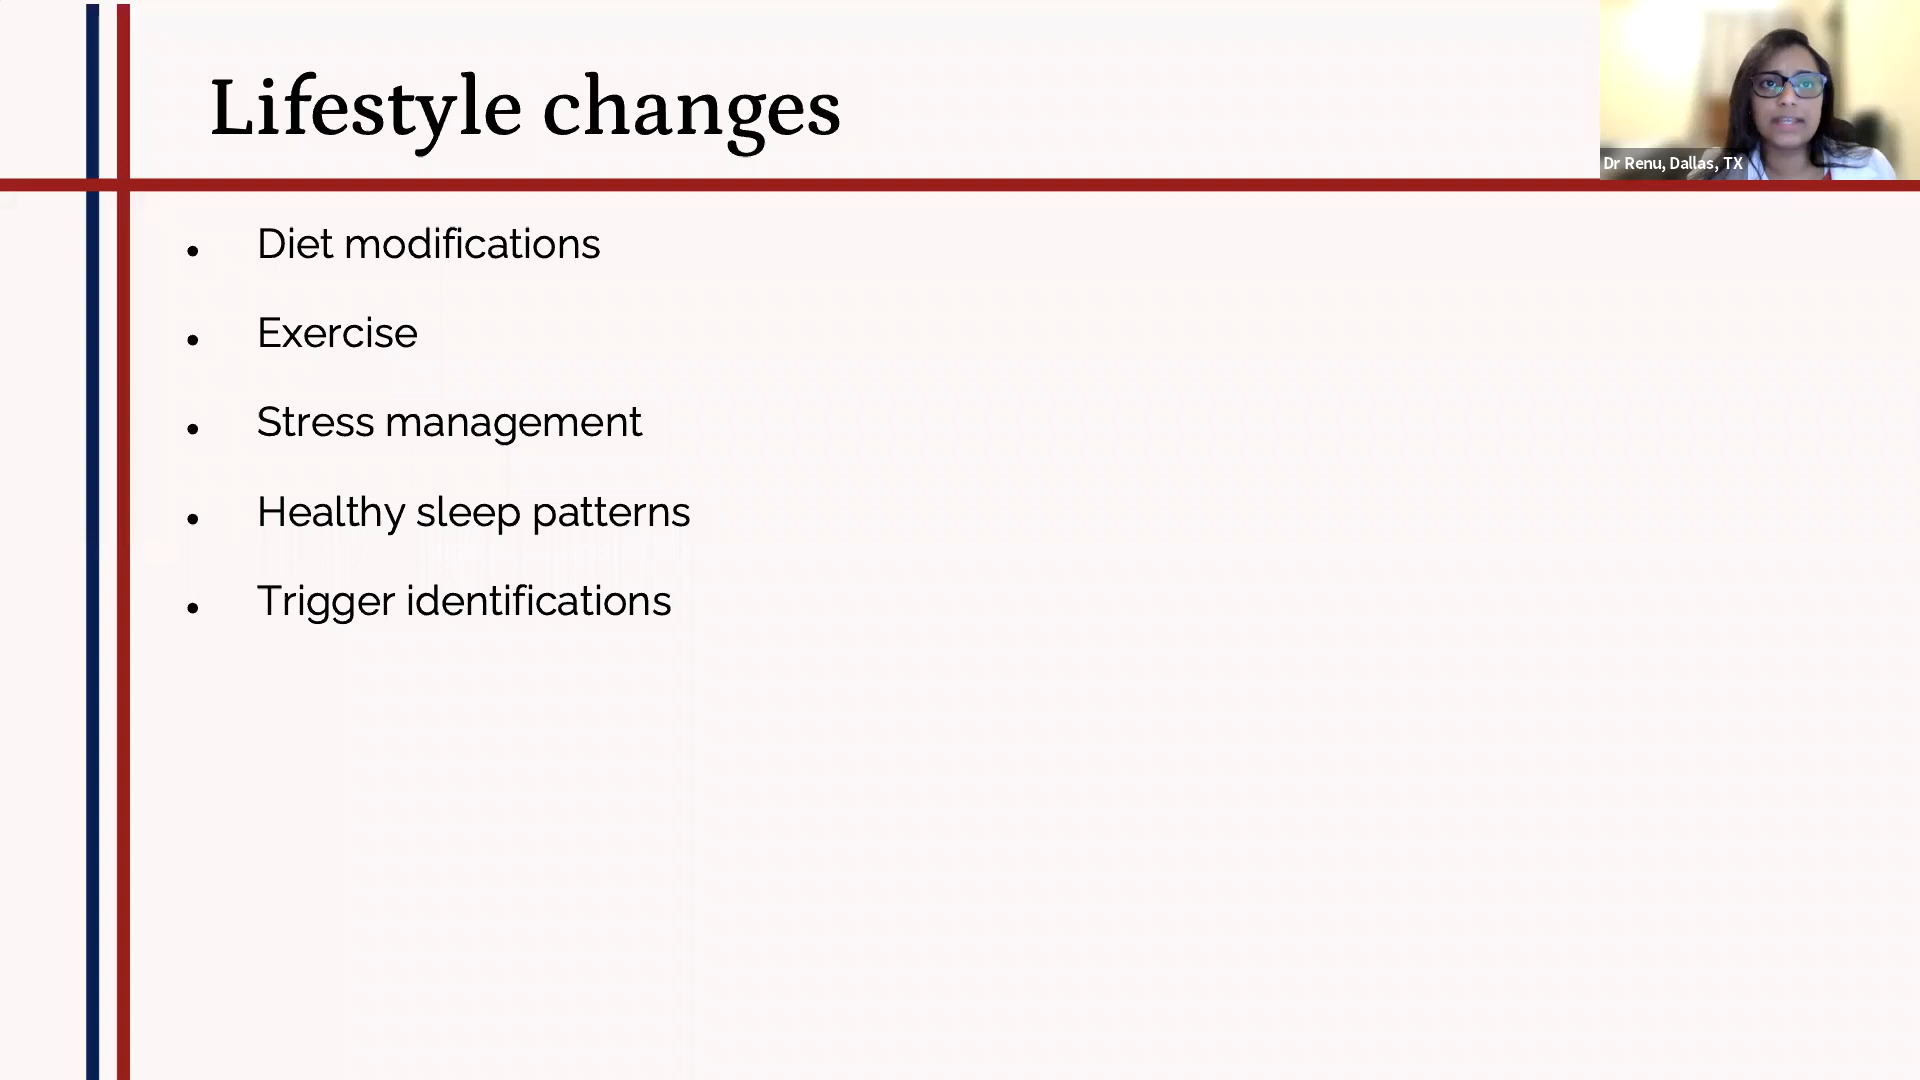 Lifestyle changes
Dr Renu, Dallas, TX
• Diet modifications
• Exercise
• Stress management
• Healthy sleep patterns
• Trigger identifications